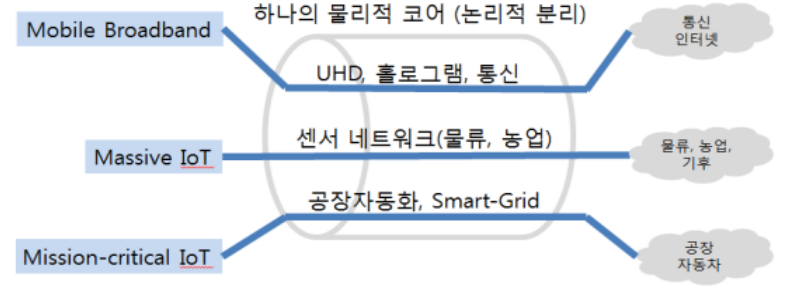 하나의 물리적 코어 (논리적 분리)
Mobile Broadband
UHD, 홀로그램, 통신
통신
인터넷
Massive IoT
센서 네트워크(물류, 농업)
물류, 농업,
기후
공장자동화, Smart-Grid
Mission-critical IoT
공장
자동차